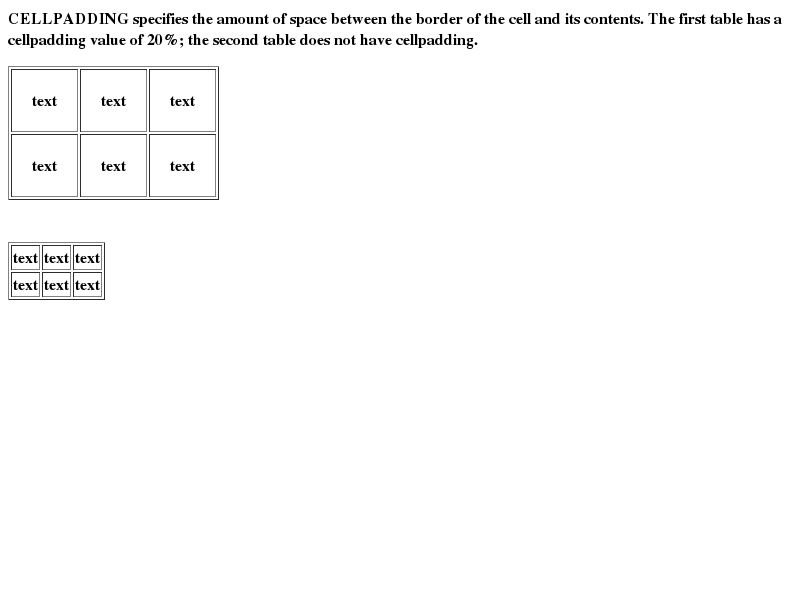 CELLPADDING specifies the amount of space between the border of the cell and its contents. The first table has a
cellpadding value of 20%; the second table does not have cellpadding.
text text text
text text text
text text text
text text text